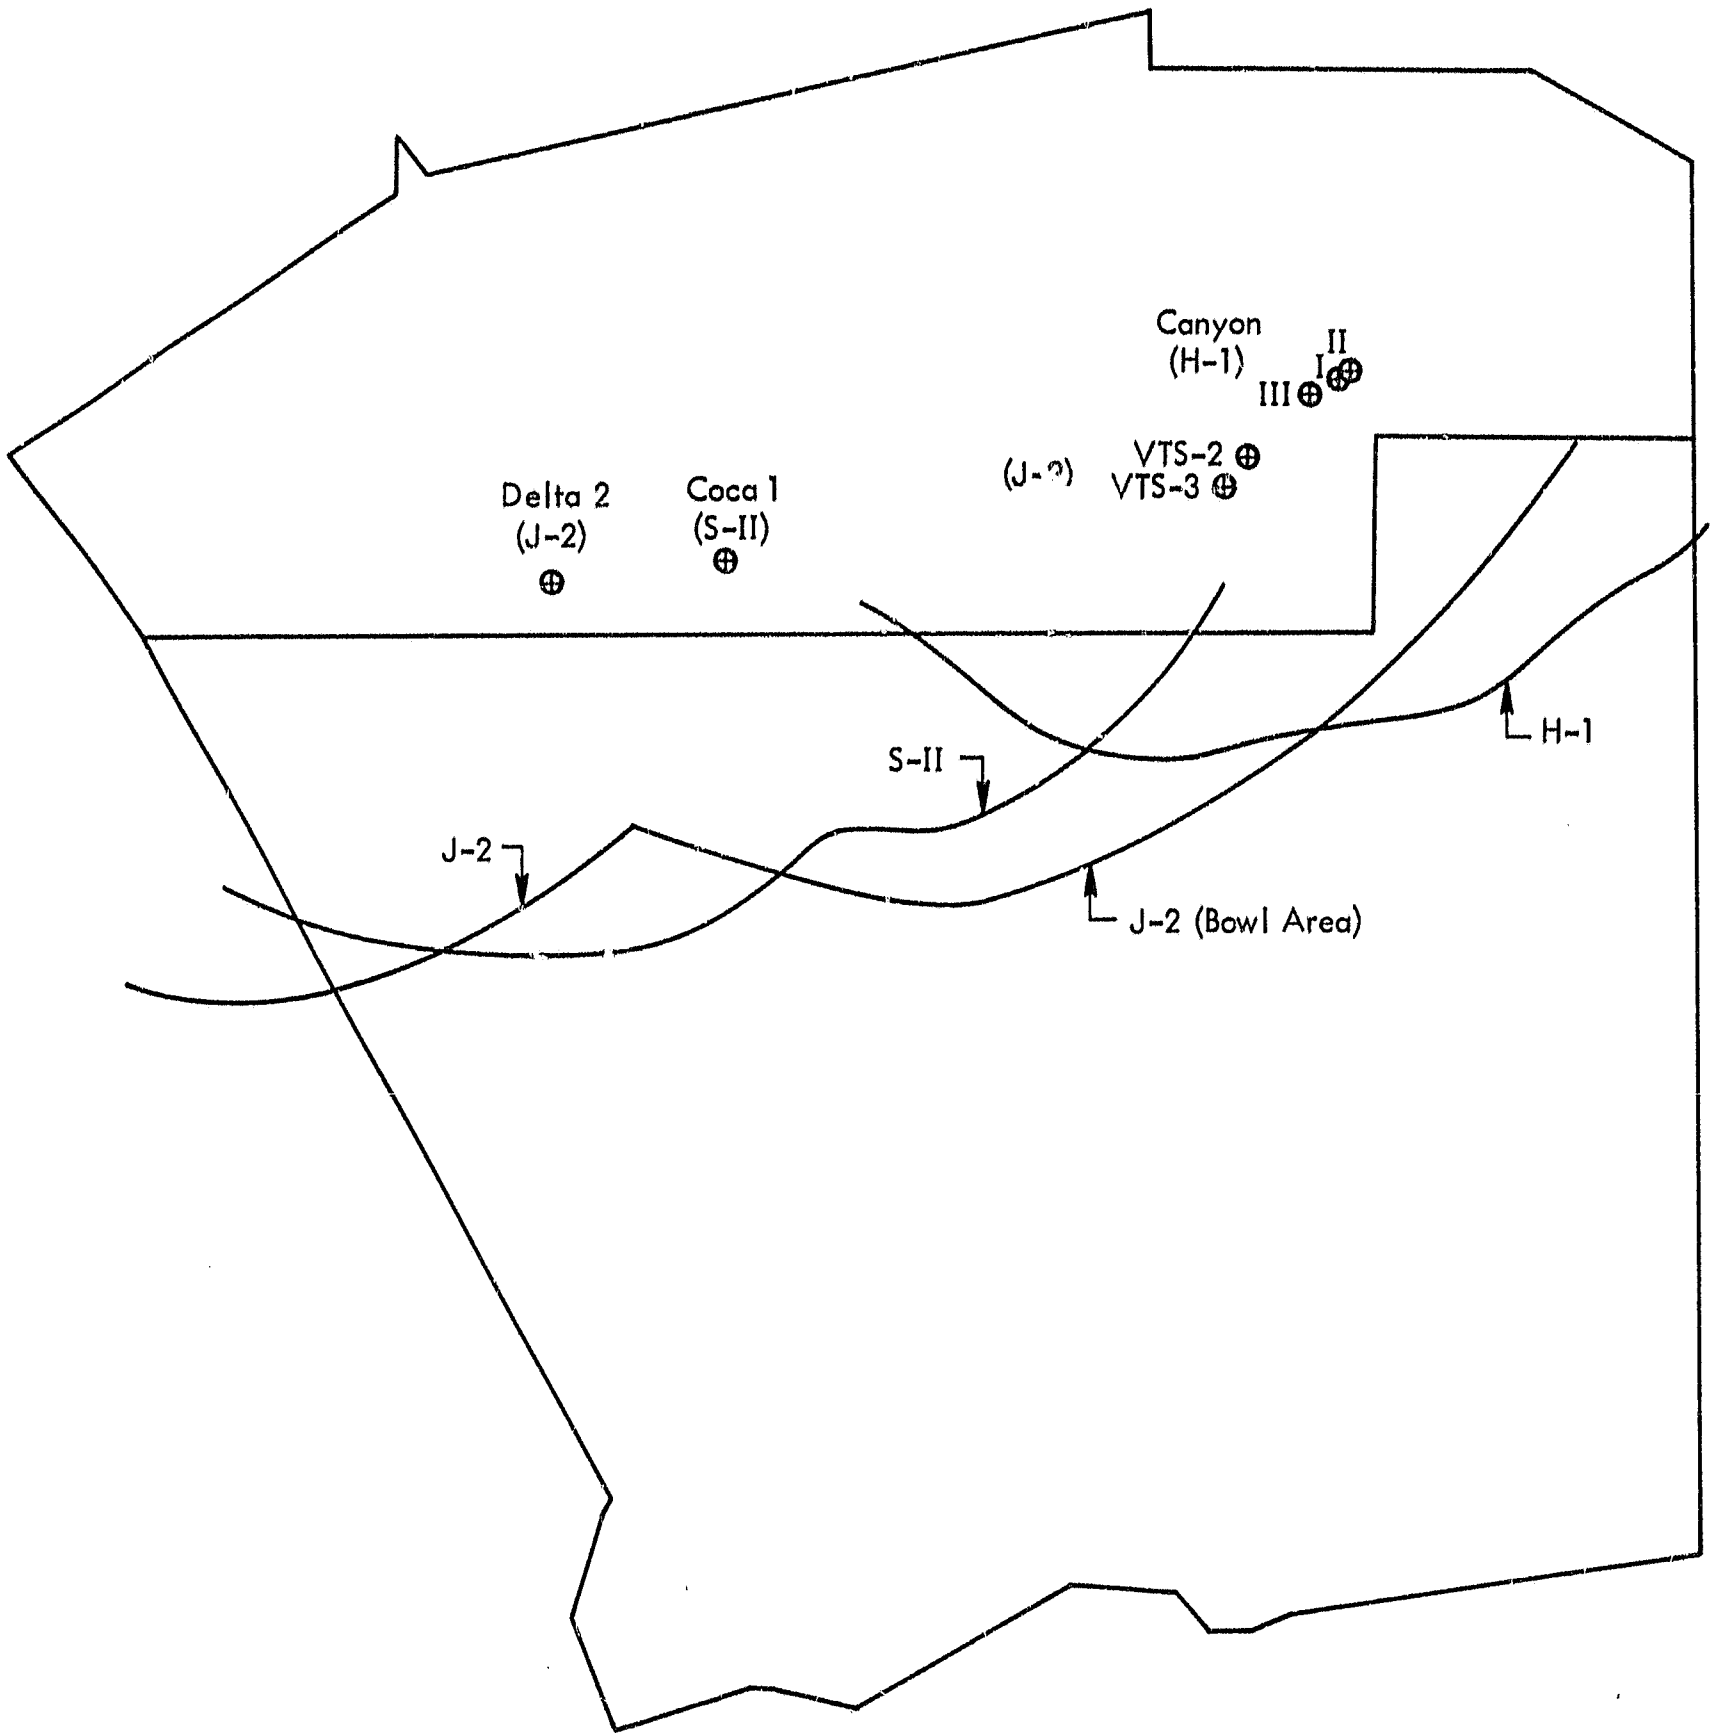 Canyon
(H-1)
II
I
III
VTS-2
VTS-3
Delta 2
(J-2)
Coca 1
(S-II)
H-1
S-II
J-2
J-2 (Bowl Area)